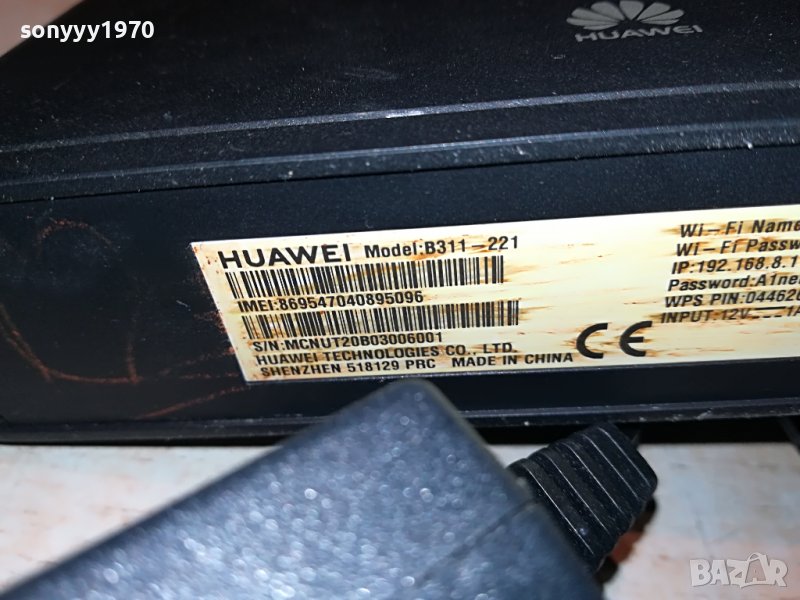 sonyyy1970
HUAWEI
HUAWEI Model:B311-221
IMEI:869547040895096
S/N:MCNUT20B03006001
HUAWEI TECHNOLOGIES CO., LTD.
SHENZHEN 518129 PRC MADE IN CHINA
CE
Wi-Fi Name
Wi-Fi Passw
IP:192.168.8.1
Password:A1ne
WPS PIN:04462
INPUT:12V 1A
BAZAR